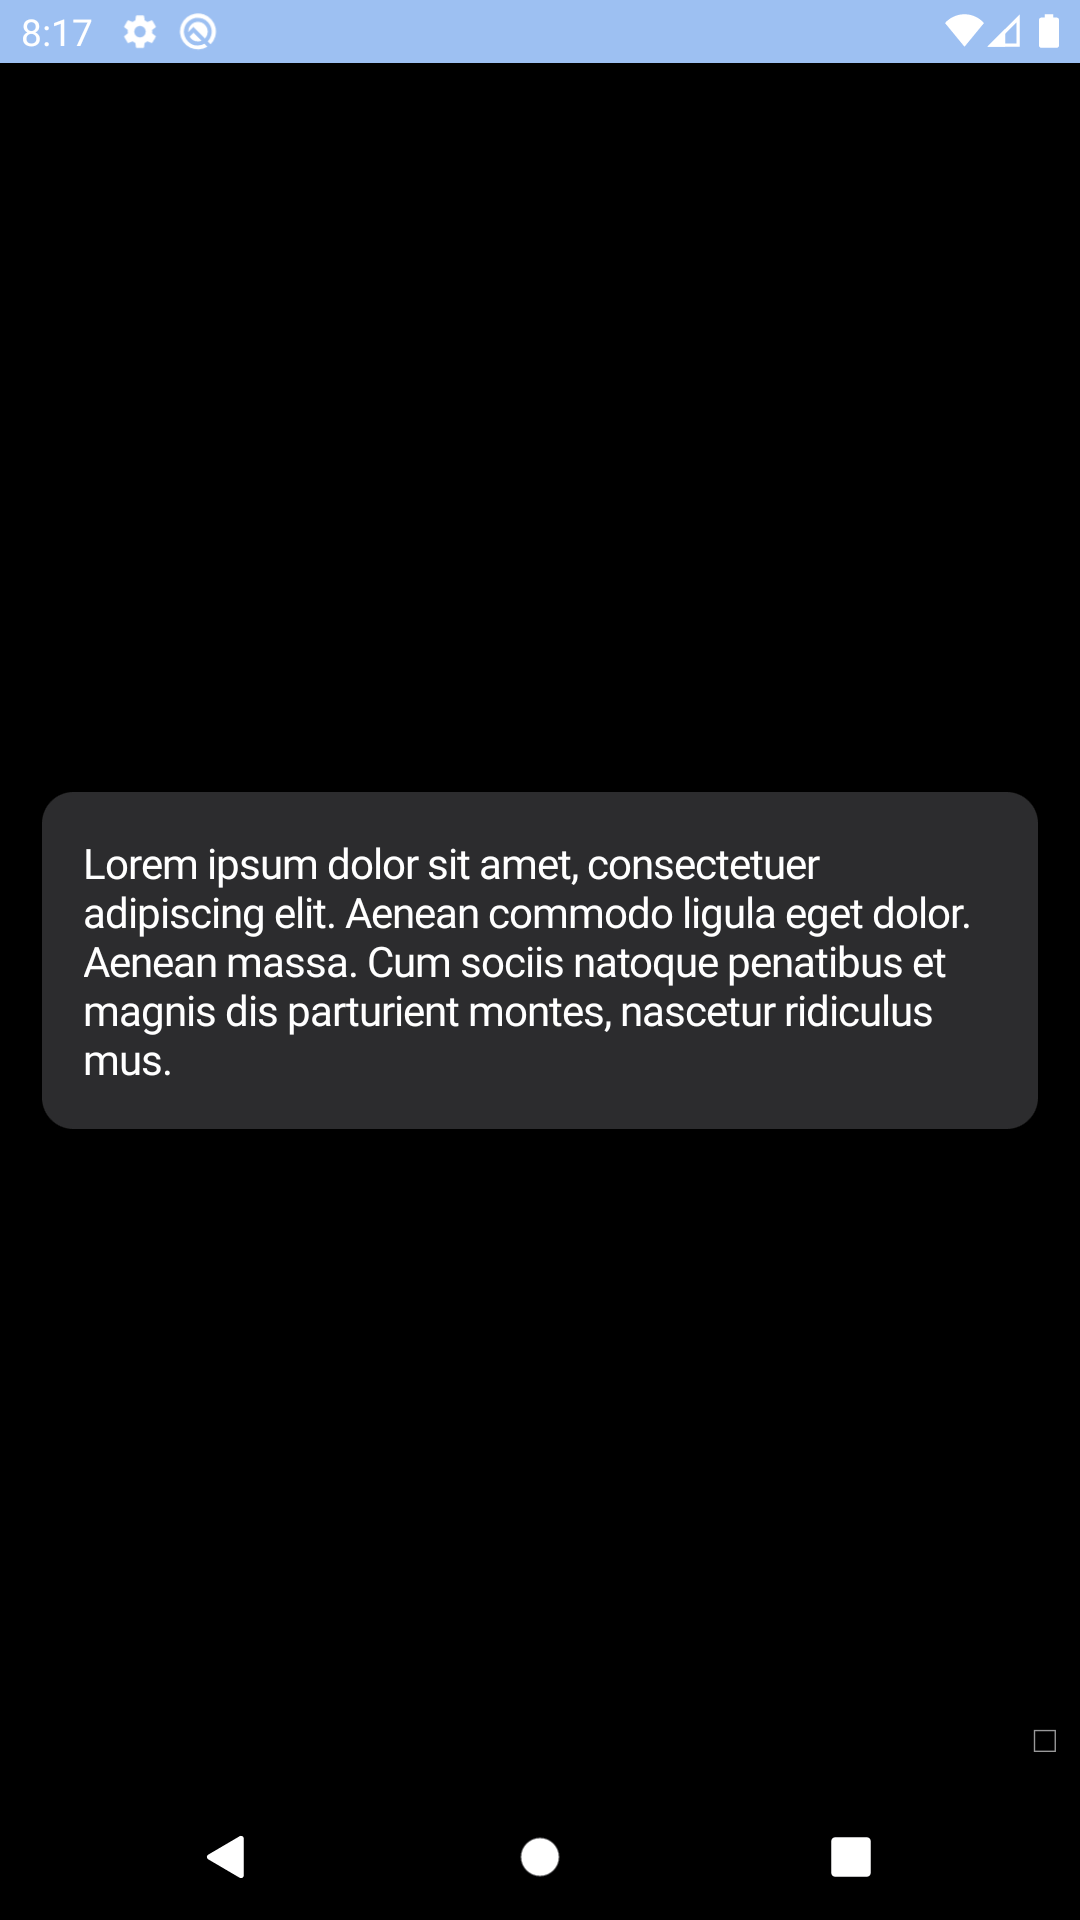 8:17
Lorem ipsum dolor sit amet, consectetuer
adipiscing elit. Aenean commodo ligula eget dolor.
Aenean massa. Cum sociis natoque penatibus et
magnis dis parturient montes, nascetur ridiculus
mus.